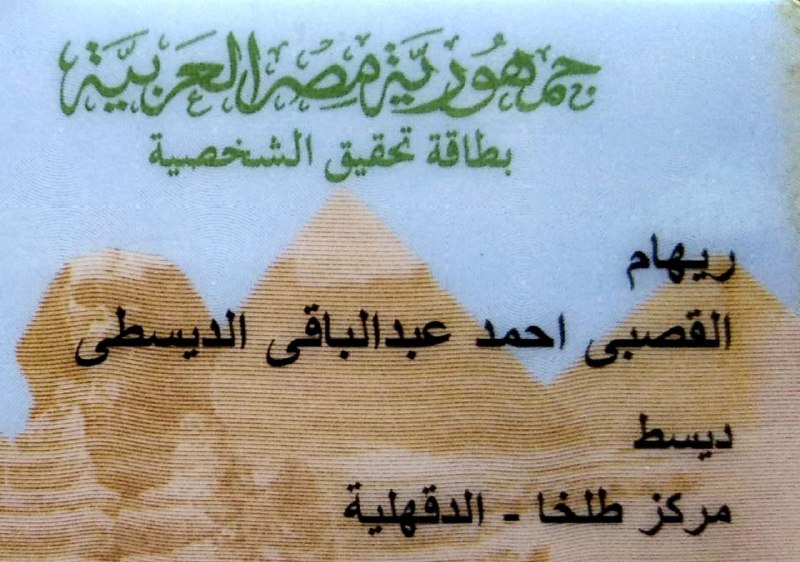 جمهورية مصر العربية
بطاقة تحقيق الشخصية
ريهام
القصبى احمد عبدالباقى الديسطى
ديسط
مركز طلخا - الدقهلية